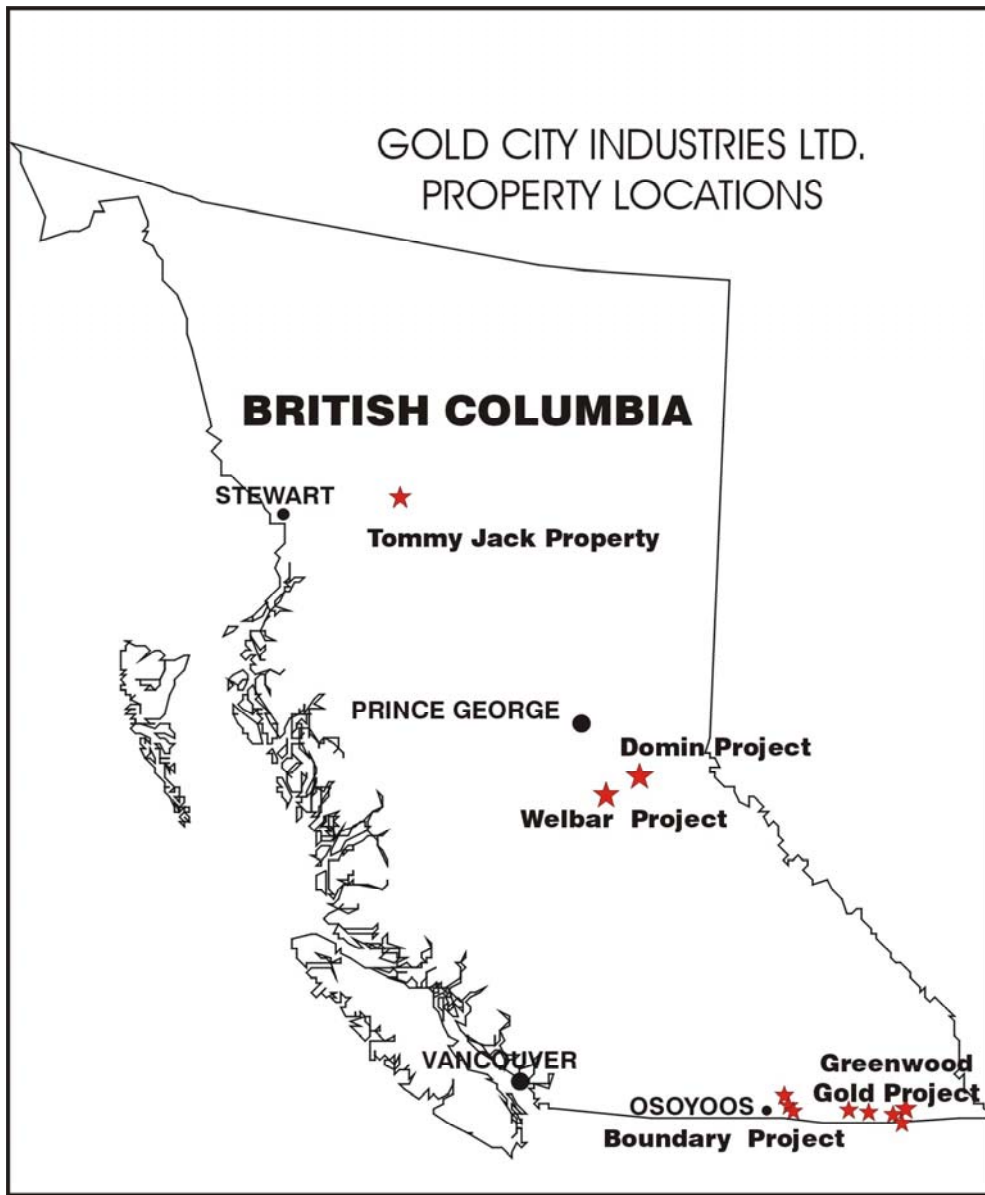 GOLD CITY INDUSTRIES LTD.
PROPERTY LOCATIONS
BRITISH COLUMBIA
STEWART
Tommy Jack Property
PRINCE GEORGE
Domin Project
Welbar Project
VANCOUVER
Greenwood
Gold Project
OSOYOOS
Boundary Project